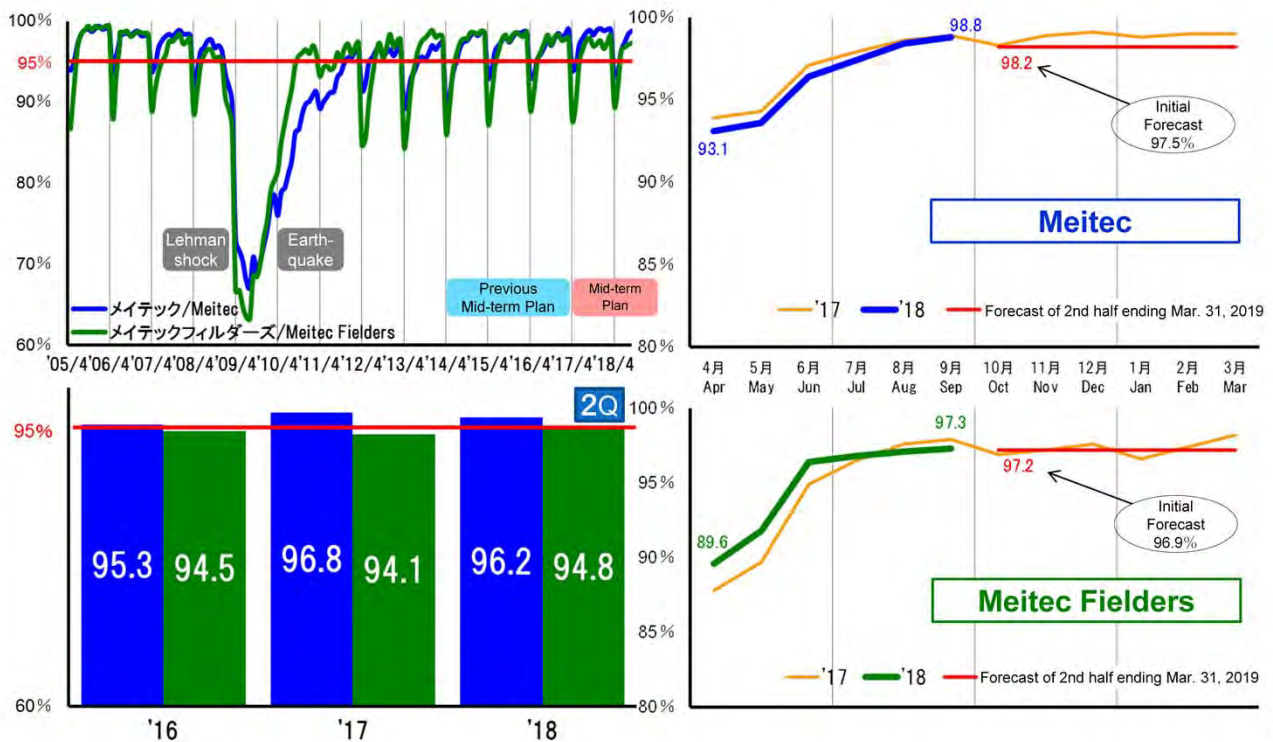 100%
95%
90%
80%
70%
60%
Lehman
shock
Earth-
quake
Previous
Mid-term Plan
Mid-term
Plan
メイテック/Meitec
メイテックフィルダーズ/Meitec Fielders
'05/4'06/4'07/4'08/4'09/4'10/4'11/4'12/4'13/4'14/4'15/4'16/4'17/4'18/4
100%
95%
90%
85%
80%
98.8
98.2
93.1
Initial
Forecast
97.5%
Meitec
'17
'18
Forecast of 2nd half ending Mar. 31, 2019
4月 5月 6月 7月 8月 9月 10月 11月 12月 1月 2月 3月
Apr May Jun Jul Aug Sep Oct Nov Dec Jan Feb Mar
95%
60%
2Q
95.3 94.5 96.8 94.1 96.2 94.8
'16 '17 '18
100%
95%
90%
85%
80%
97.3
97.2
89.6
Initial
Forecast
96.9%
Meitec Fielders
'17
'18
Forecast of 2nd half ending Mar. 31, 2019